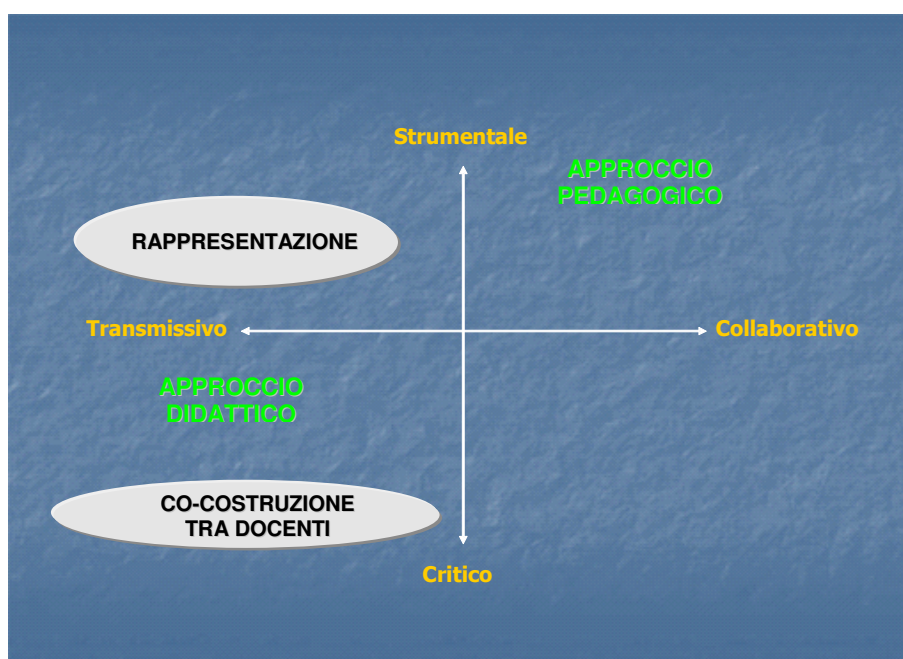 Strumentale
APPROCCIO
PEDAGOGICO
RAPPRESENTAZIONE
Transmissivo
Collaborativo
APPROCCIO
DIDATTICO
CO-COSTRUZIONE
TRA DOCENTI
Critico